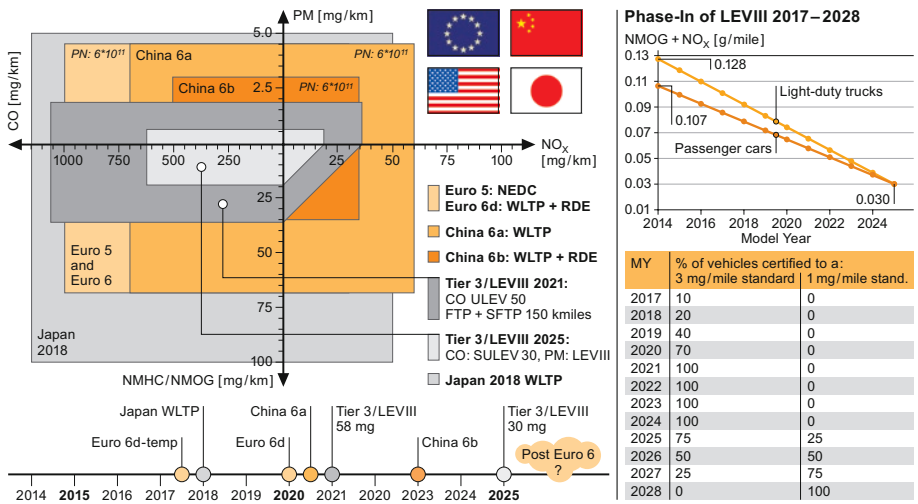 PM [mg/km]
5.0
CO [mg/km]
PN: 6*10¹¹
China 6a
PN: 6*10¹¹
China 6b
2.5
PN: 6*10¹¹
NOX
[mg/km]
1000 750 500 250 50 100
25
50
75
100
Euro 5
and
Euro 6
Japan
2018
NMHC/NMOG [mg/km]
Euro 5: NEDC
Euro 6d: WLTP + RDE
China 6a: WLTP
China 6b: WLTP + RDE
Tier 3/LEVIII 2021:
CO ULEV 50
FTP + SFTP 150 kmiles
Tier 3/LEVIII 2025:
CO: SULEV 30, PM: LEVIII
Japan 2018 WLTP
Japan WLTP China 6a Tier 3/LEVIII
58 mg
Tier 3/LEVIII
30 mg
Euro 6d-temp Euro 6d China 6b
Post Euro 6
?
2014 2015 2016 2017 2018 2019 2020 2021 2022 2023 2024 2025
Phase-In of LEVIII 2017–2028
NMOG + NOX [g/mile]
0.13
0.11
0.09
0.07
0.05
0.03
0.01
0.128
Light-duty trucks
0.107
Passenger cars
0.030
2014 2016 2018 2020 2022 2024
Model Year
MY % of vehicles certified to a:
3 mg/mile standard 1 mg/mile stand.
2017 10 0
2018 20 0
2019 40 0
2020 70 0
2021 100 0
2022 100 0
2023 100 0
2024 100 0
2025 75 25
2026 50 50
2027 25 75
2028 0 100